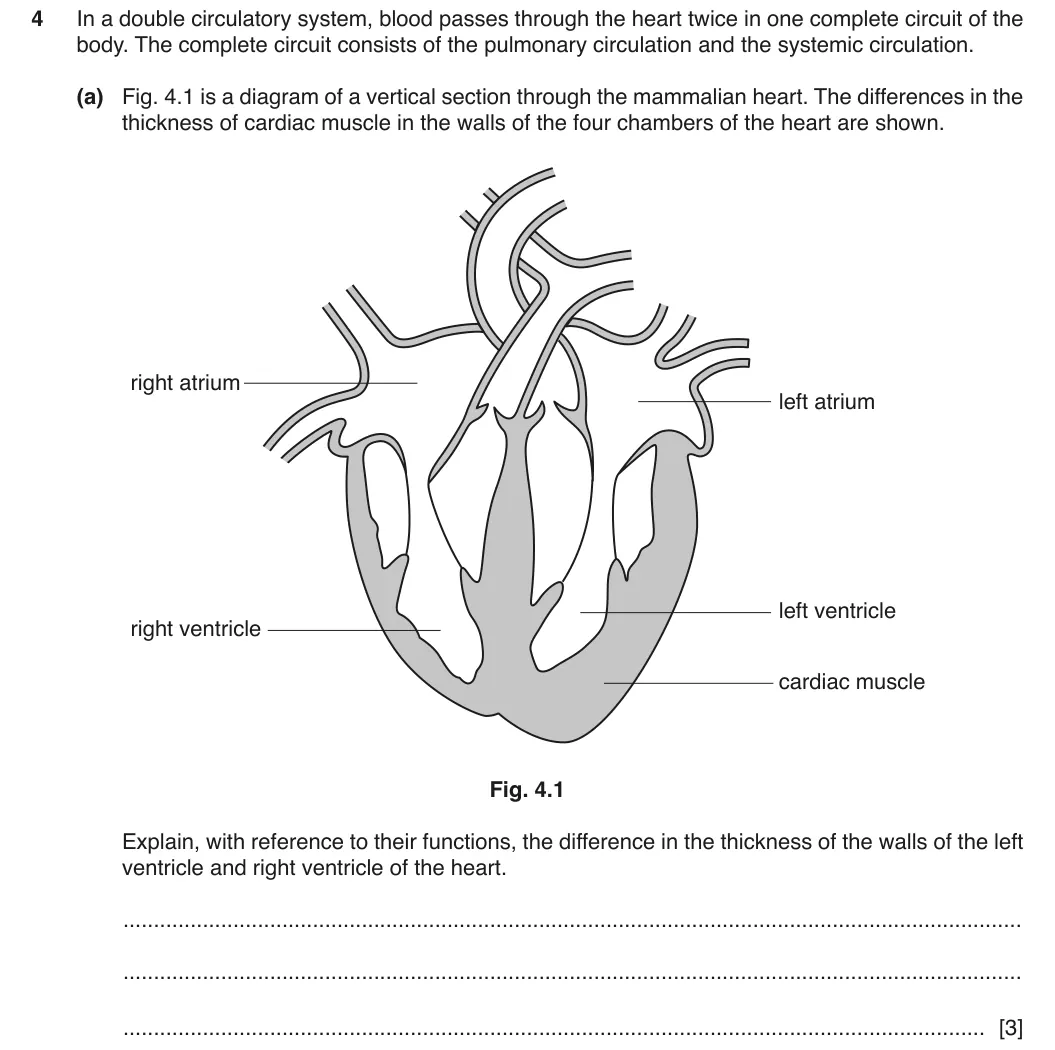 4 In a double circulatory system, blood passes through the heart twice in one complete circuit of the
body. The complete circuit consists of the pulmonary circulation and the systemic circulation.
(a) Fig. 4.1 is a diagram of a vertical section through the mammalian heart. The differences in the
thickness of cardiac muscle in the walls of the four chambers of the heart are shown.
right atrium
left atrium
left ventricle
right ventricle
cardiac muscle
Fig. 4.1
Explain, with reference to their functions, the difference in the thickness of the walls of the left
ventricle and right ventricle of the heart.
...................................................................................................................................................
...................................................................................................................................................
............................................................................................................................................. [3]